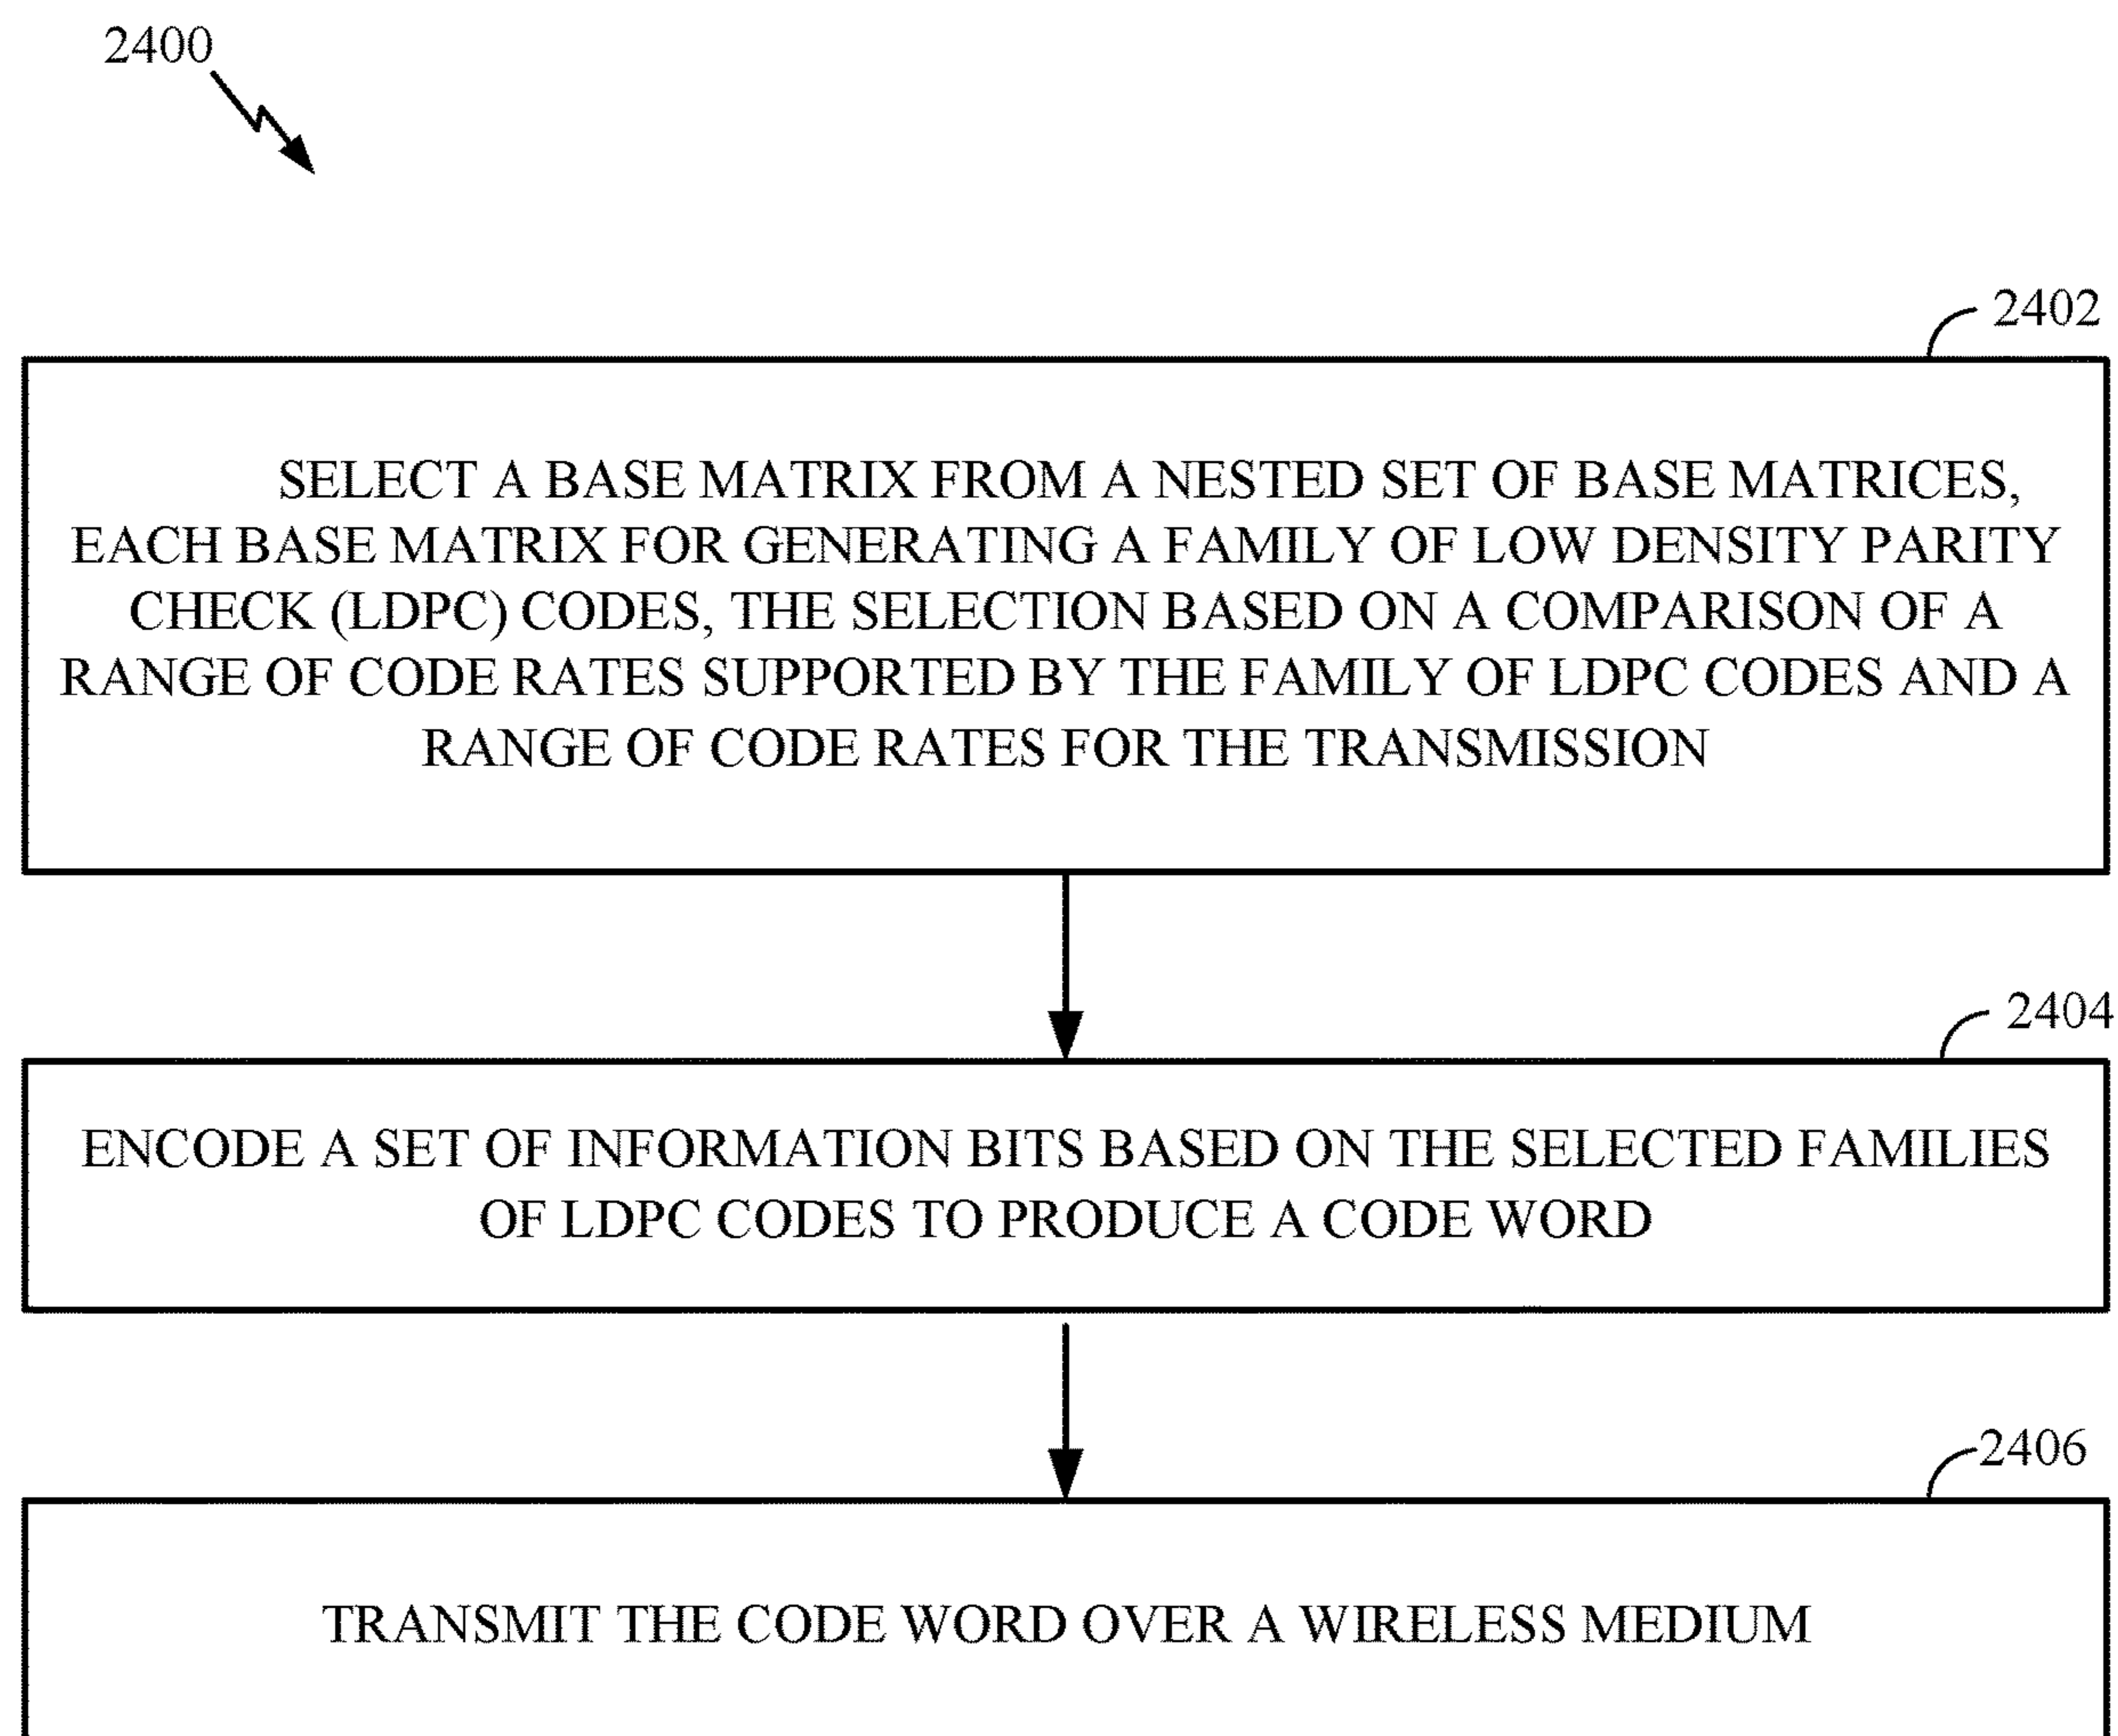 2400
2402
SELECT A BASE MATRIX FROM A NESTED SET OF BASE MATRICES,
EACH BASE MATRIX FOR GENERATING A FAMILY OF LOW DENSITY PARITY
CHECK (LDPC) CODES, THE SELECTION BASED ON A COMPARISON OF A
RANGE OF CODE RATES SUPPORTED BY THE FAMILY OF LDPC CODES AND A
RANGE OF CODE RATES FOR THE TRANSMISSION
2404
ENCODE A SET OF INFORMATION BITS BASED ON THE SELECTED FAMILIES
OF LDPC CODES TO PRODUCE A CODE WORD
2406
TRANSMIT THE CODE WORD OVER A WIRELESS MEDIUM